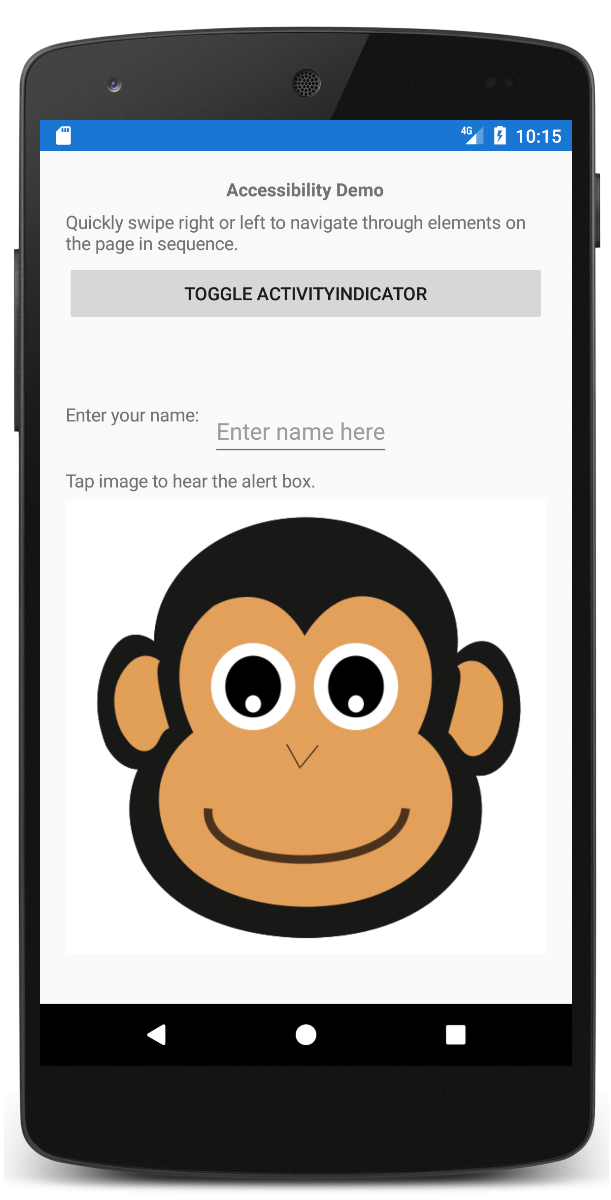 4G 10:15
Accessibility Demo
Quickly swipe right or left to navigate through elements on
the page in sequence.
TOGGLE ACTIVITYINDICATOR
Enter your name:
Enter name here
Tap image to hear the alert box.